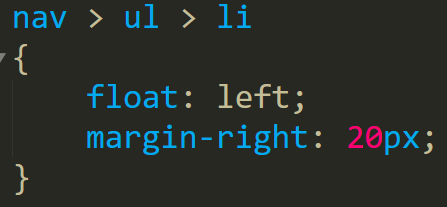 nav > ul > li
{
    float: left;
    margin-right: 20px;
}